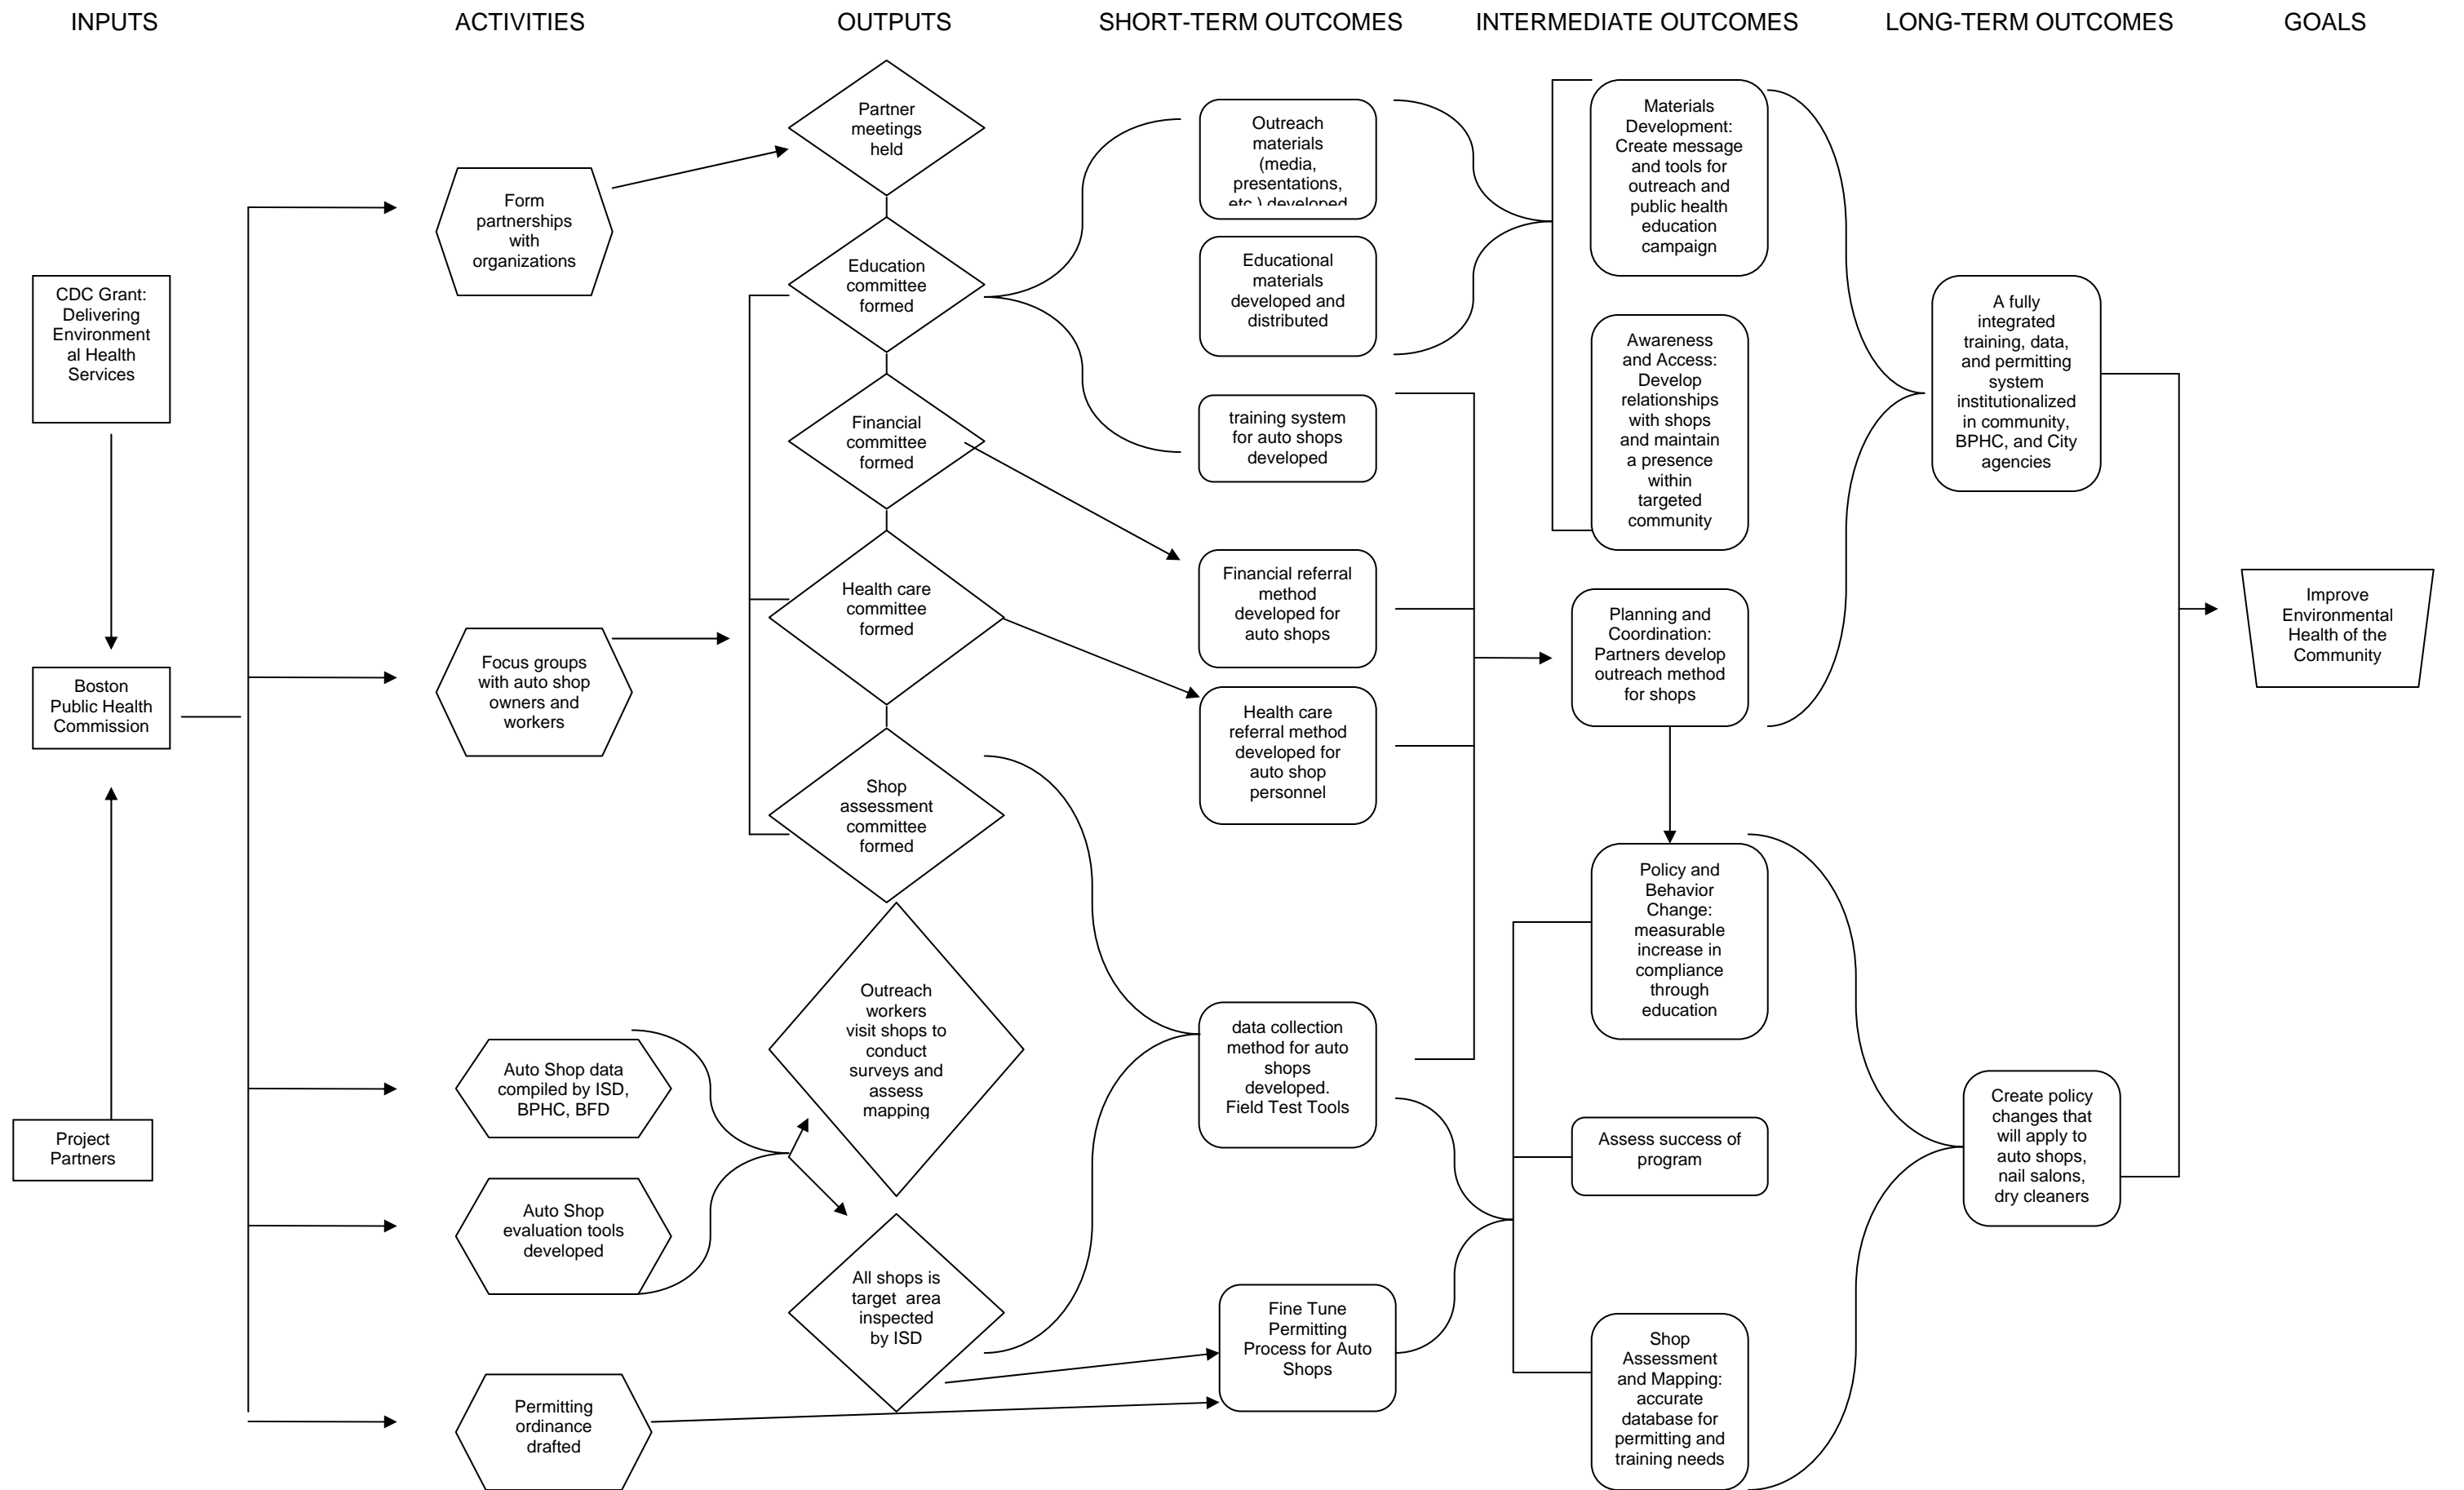 INPUTS
ACTIVITIES
OUTPUTS
SHORT-TERM OUTCOMES
INTERMEDIATE OUTCOMES
LONG-TERM OUTCOMES
GOALS
CDC Grant:
Delivering
Environment
al Health
Services
Boston
Public Health
Commission
Project
Partners
Form
partnerships
with
organizations
Focus groups
with auto shop
owners and
workers
Auto Shop data
compiled by ISD,
BPHC, BFD
Auto Shop
evaluation tools
developed
Permitting
ordinance
drafted
Partner
meetings
held
Education
committee
formed
Financial
committee
formed
Health care
committee
formed
Shop
assessment
committee
formed
Outreach
workers
visit shops to
conduct
surveys and
assess
mapping
All shops is
target area
inspected
by ISD
Outreach
materials
(media,
presentations,
etc.) developed
Educational
materials
developed and
distributed
training system
for auto shops
developed
Financial referral
method
developed for
auto shops
Health care
referral method
developed for
auto shop
personnel
data collection
method for auto
shops
developed.
Field Test Tools
Fine Tune
Permitting
Process for Auto
Shops
Materials
Development:
Create message
and tools for
outreach and
public health
education
campaign
Awareness
and Access:
Develop
relationships
with shops
and maintain
a presence
within
targeted
community
Planning and
Coordination:
Partners develop
outreach method
for shops
Policy and
Behavior
Change:
measurable
increase in
compliance
through
education
Assess success of
program
Shop
Assessment
and Mapping:
accurate
database for
permitting and
training needs
A fully
integrated
training, data,
and permitting
system
institutionalized
in community,
BPHC, and City
agencies
Create policy
changes that
will apply to
auto shops,
nail salons,
dry cleaners
Improve
Environmental
Health of the
Community